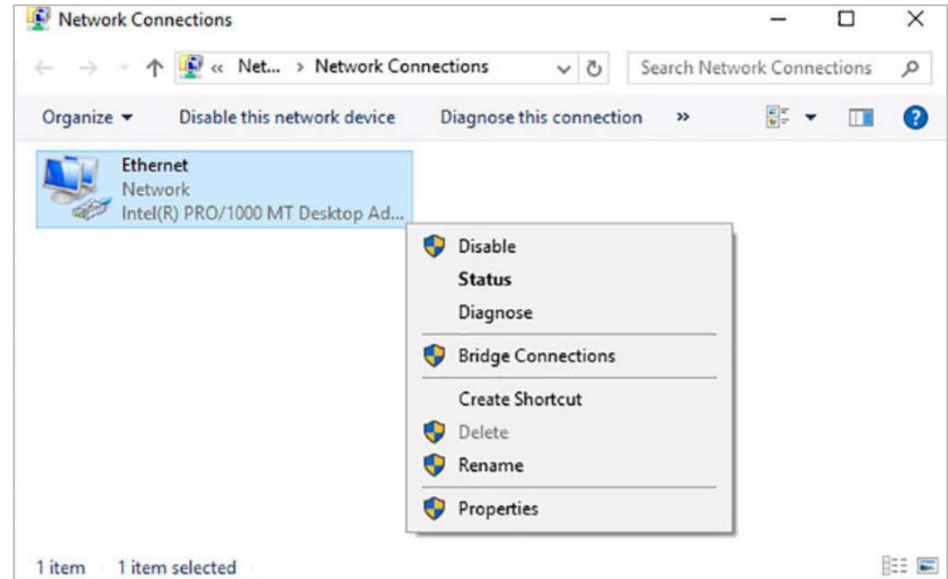 Network Connections
« Net... > Network Connections
Search Network Connections
Organize
Disable this network device
Diagnose this connection
»
Ethernet
Network
Intel(R) PRO/1000 MT Desktop Ad...
Disable
Status
Diagnose
Bridge Connections
Create Shortcut
Delete
Rename
Properties
1 item
1 item selected